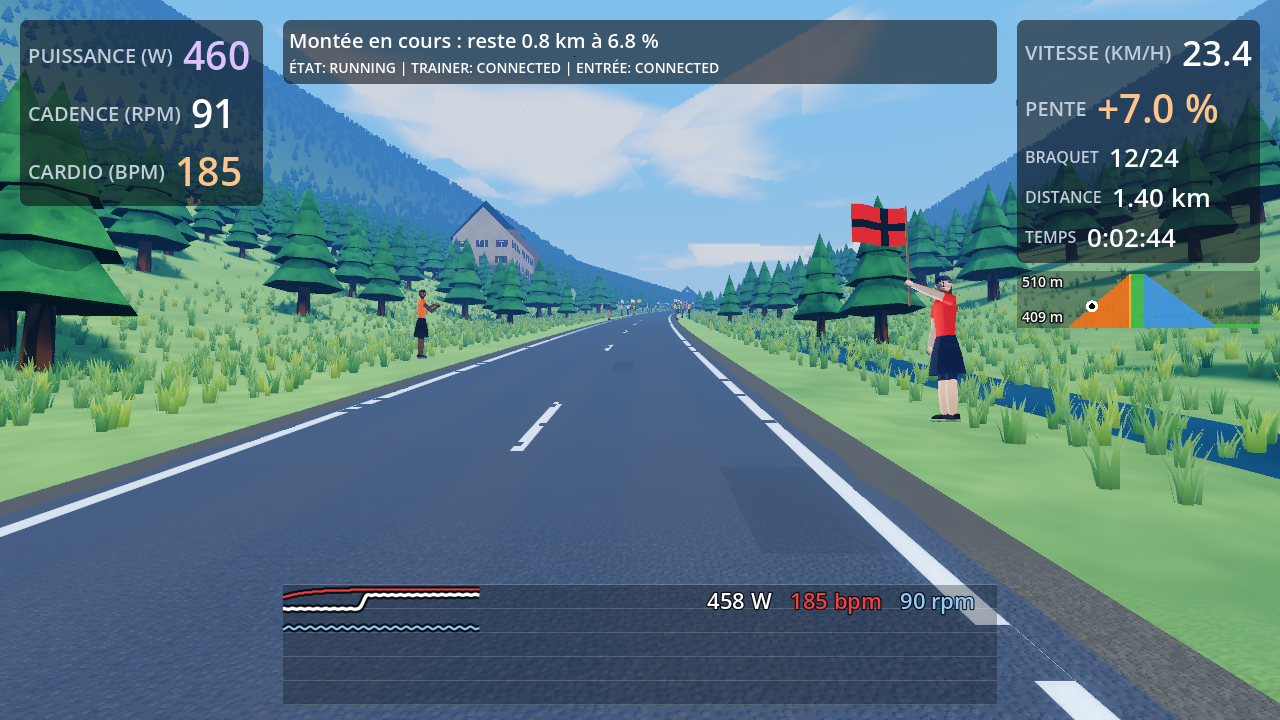 PUISSANCE (W) 460
CADENCE (RPM) 91
CARDIO (BPM) 185
Montée en cours : reste 0.8 km à 6.8 %
ÉTAT: RUNNING | TRAINER: CONNECTED | ENTRÉE: CONNECTED
VITESSE (KM/H) 23.4
PENTE +7.0 %
BRAQUET 12/24
DISTANCE 1.40 km
TEMPS 0:02:44
510 m
409 m
458 W 185 bpm 90 rpm